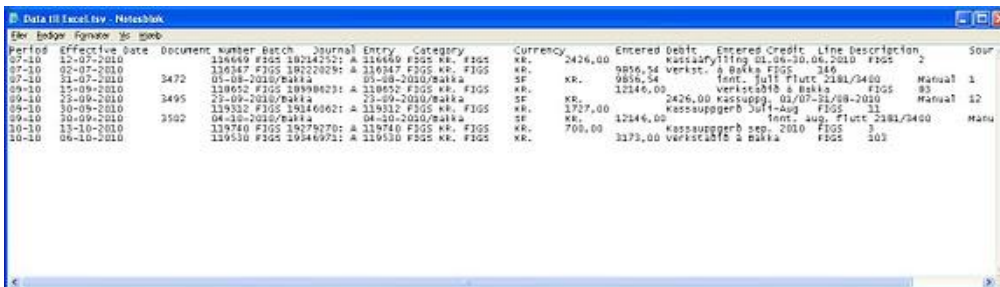 Data til Excel.tsv - Notesblok
Filer Rediger Formater Vis Hjælp
Period Effective Date Document Number Batch Journal Entry Category Currency Entered Debit Entered Credit Line Description Sour
07-10 12-07-2010 116669 FIGS 18214252: A 116669 FIGS KR. FIGS KR. 2426,00 Kassaáfylling 01.06-30.06.2010 FIGS 2
07-10 02-07-2010 116347 FIGS 18222029: A 116347 FIGS KR. FIGS KR. 9856,54 Verkst. á Bakka FIGS 146
07-10 31-07-2010 3472 05-08-2010/Bakka 05-08-2010/Bakka SF KR. 9856,54 innt. juli flutt 2181/3400 Manual 1
09-10 15-09-2010 118652 FIGS 18998623: A 118652 FIGS KR. FIGS KR. 12146,00 Verkstaðið á Bakka FIGS 83
09-10 23-09-2010 3495 23-09-2010/Bakka 23-09-2010/Bakka SF KR. 2426,00 Kassuppg. 01/07-31/08-2010 Manual 12
09-10 30-09-2010 119312 FIGS 19146062: A 119312 FIGS KR. FIGS KR. 1727,00 Kassauppgerð Juli-Aug FIGS 11
09-10 30-09-2010 3502 04-10-2010/Bakka 04-10-2010/Bakka SF KR. 12146,00 innt. aug. flutt 2181/3400 Manu
10-10 13-10-2010 119740 FIGS 19279270: A 119740 FIGS KR. FIGS KR. 700,00 Kassauppgerð sep. 2010 FIGS 3
10-10 06-10-2010 119530 FIGS 19346971: A 119530 FIGS KR. FIGS KR. 3173,00 Verkstaðið á Bakka FIGS 103